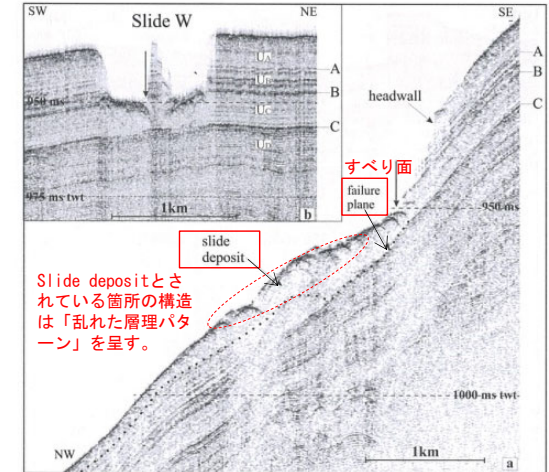 SW
Slide W
NE
UA
A
UB
B
950 ms
UC
C
UD
975 ms twt
1km
b
SE
A
B
C
headwall
すべり面
failure
plane
950 ms
slide
deposit
Slide depositとさ
れている箇所の構造
は「乱れた層理パタ
ーン」を呈す。
1000 ms twt
NW
1km
a